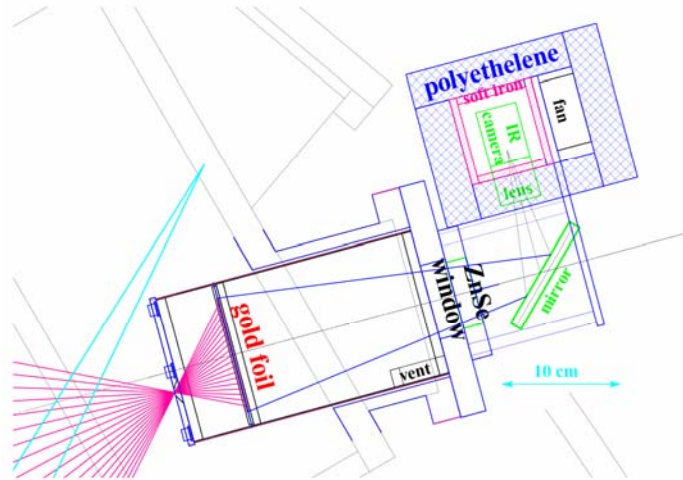 polyethelene
soft iron
IR
camera
fan
lens
ZnSe
window
mirror
gold foil
vent
10 cm